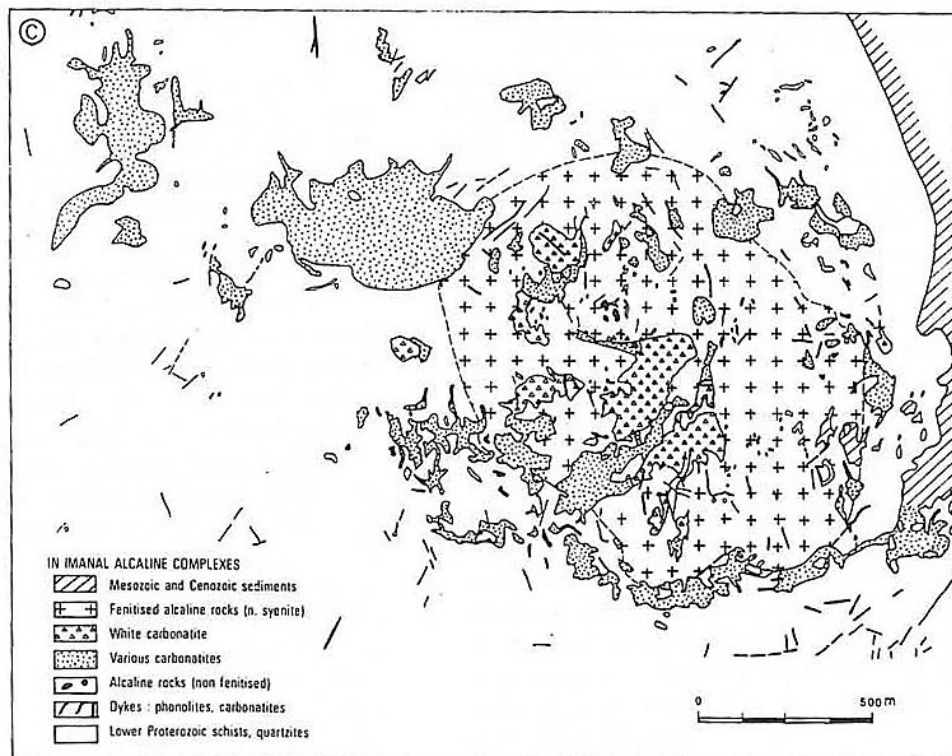 C
IN IMANAL ALCALINE COMPLEXES
Mesozoic and Cenozoic sediments
Fenitised alcaline rocks (n. syenite)
White carbonatite
Various carbonatites
Alcaline rocks (non fenitised)
Dykes : phonolites, carbonatites
Lower Proterozoic schists, quartzites
0 500 m